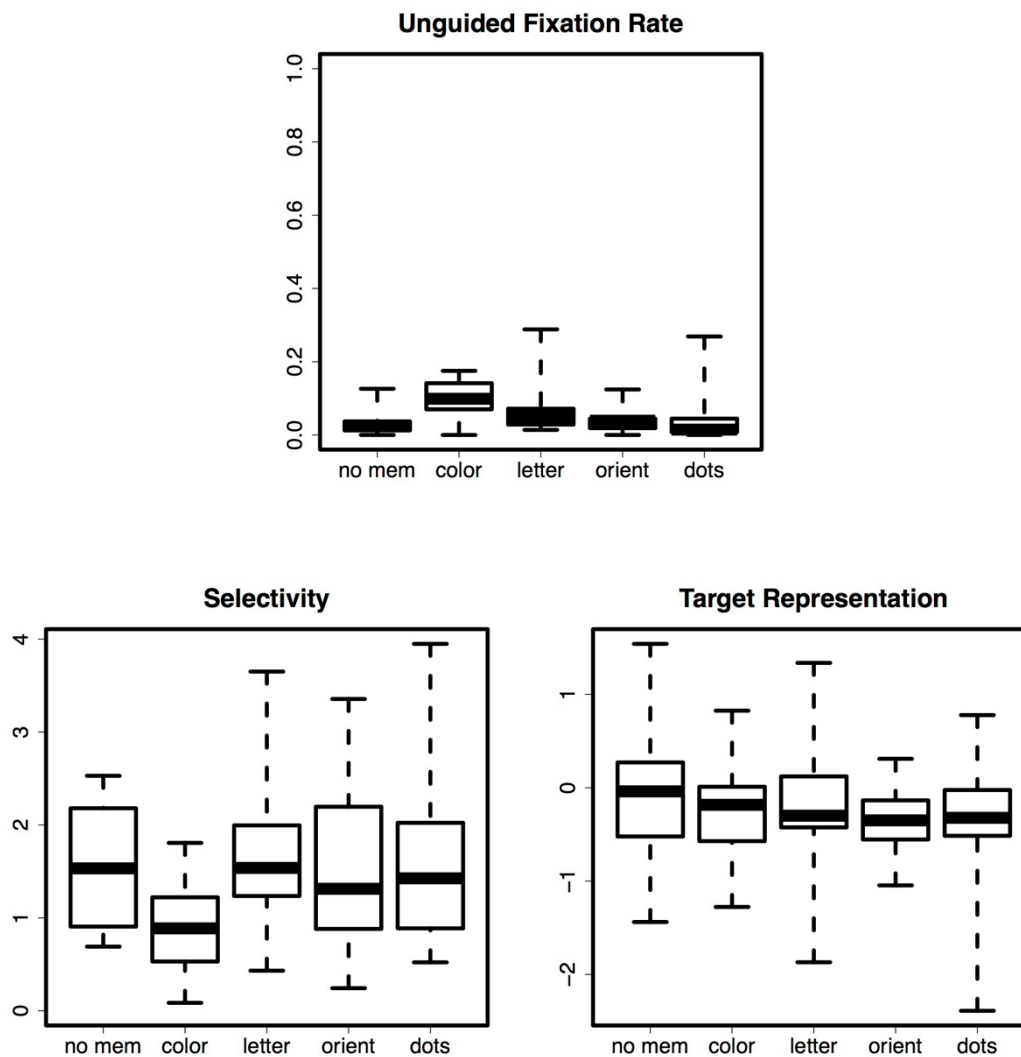 Unguided Fixation Rate
1.0
0.8
0.6
0.4
0.2
0.0
no mem color letter orient dots
Selectivity
4
3
2
1
0
no mem color letter orient dots
Target Representation
1
0
−1
−2
no mem color letter orient dots